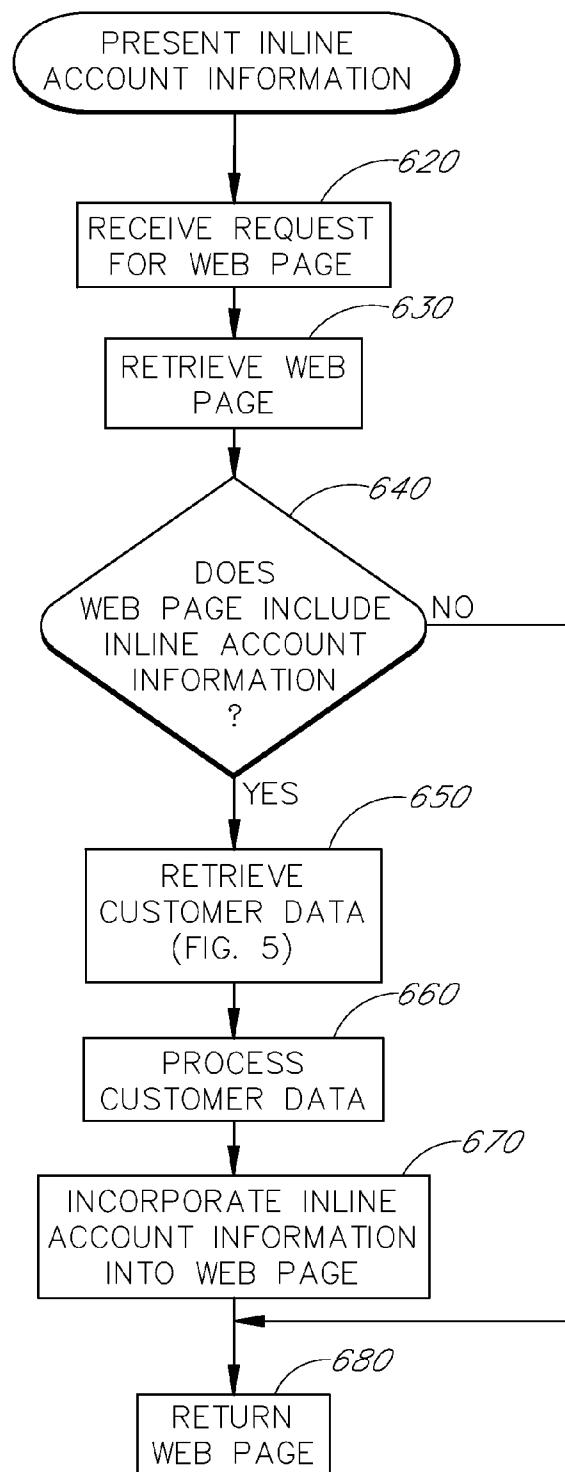 PRESENT INLINE
ACCOUNT INFORMATION
620
RECEIVE REQUEST
FOR WEB PAGE
630
RETRIEVE WEB
PAGE
640
DOES
WEB PAGE INCLUDE
INLINE ACCOUNT
INFORMATION
?
NO
YES
650
RETRIEVE
CUSTOMER DATA
(FIG. 5)
660
PROCESS
CUSTOMER DATA
670
INCORPORATE INLINE
ACCOUNT INFORMATION
INTO WEB PAGE
680
RETURN
WEB PAGE